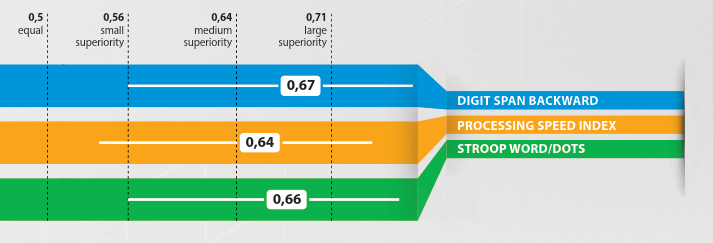 0,5
equal
0,56
small
superiority
0,64
medium
superiority
0,71
large
superiority
0,67
DIGIT SPAN BACKWARD
PROCESSING SPEED INDEX
0,64
STROOP WORD/DOTS
0,66